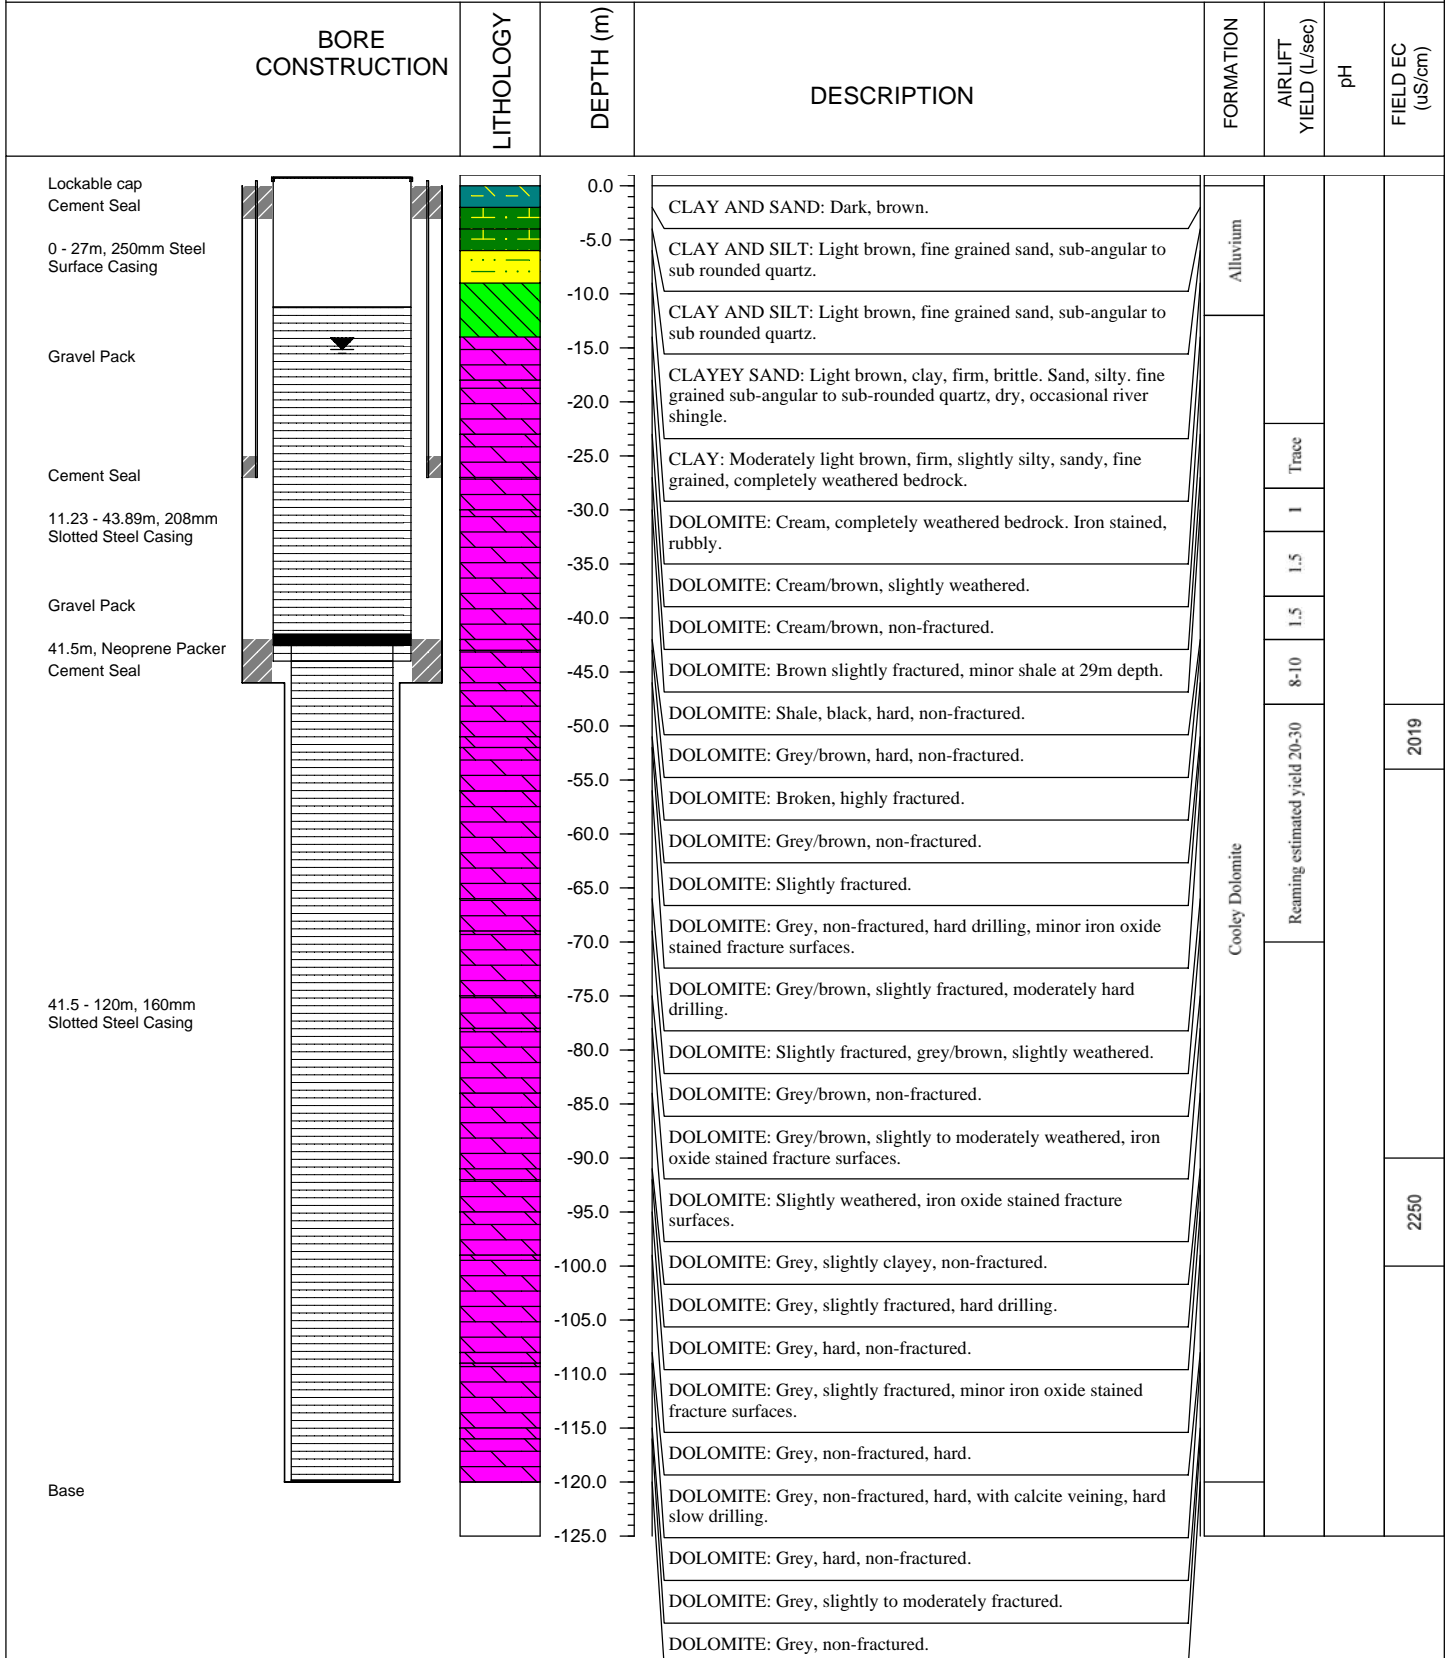 BORE
CONSTRUCTION
LITHOLOGY
DEPTH (m)
DESCRIPTION
FORMATION
AIRLIFT
YIELD (L/sec)
pH
FIELD EC
(uS/cm)
Lockable cap
Cement Seal
0 - 27m, 250mm Steel
Surface Casing
Gravel Pack
Cement Seal
11.23 - 43.89m, 208mm
Slotted Steel Casing
Gravel Pack
41.5m, Neoprene Packer
Cement Seal
41.5 - 120m, 160mm
Slotted Steel Casing
Base
0.0
-5.0
-10.0
-15.0
-20.0
-25.0
-30.0
-35.0
-40.0
-45.0
-50.0
-55.0
-60.0
-65.0
-70.0
-75.0
-80.0
-85.0
-90.0
-95.0
-100.0
-105.0
-110.0
-115.0
-120.0
-125.0
CLAY AND SAND: Dark, brown.
CLAY AND SILT: Light brown, fine grained sand, sub-angular to
sub rounded quartz.
CLAY AND SILT: Light brown, fine grained sand, sub-angular to
sub rounded quartz.
CLAYEY SAND: Light brown, clay, firm, brittle. Sand, silty. fine
grained sub-angular to sub-rounded quartz, dry, occasional river
shingle.
CLAY: Moderately light brown, firm, slightly silty, sandy, fine
grained, completely weathered bedrock.
DOLOMITE: Cream, completely weathered bedrock. Iron stained,
rubbly.
DOLOMITE: Cream/brown, slightly weathered.
DOLOMITE: Cream/brown, non-fractured.
DOLOMITE: Brown slightly fractured, minor shale at 29m depth.
DOLOMITE: Shale, black, hard, non-fractured.
DOLOMITE: Grey/brown, hard, non-fractured.
DOLOMITE: Broken, highly fractured.
DOLOMITE: Grey/brown, non-fractured.
DOLOMITE: Slightly fractured.
DOLOMITE: Grey, non-fractured, hard drilling, minor iron oxide
stained fracture surfaces.
DOLOMITE: Grey/brown, slightly fractured, moderately hard
drilling.
DOLOMITE: Slightly fractured, grey/brown, slightly weathered.
DOLOMITE: Grey/brown, non-fractured.
DOLOMITE: Grey/brown, slightly to moderately weathered, iron
oxide stained fracture surfaces.
DOLOMITE: Slightly weathered, iron oxide stained fracture
surfaces.
DOLOMITE: Grey, slightly clayey, non-fractured.
DOLOMITE: Grey, slightly fractured, hard drilling.
DOLOMITE: Grey, hard, non-fractured.
DOLOMITE: Grey, slightly fractured, minor iron oxide stained
fracture surfaces.
DOLOMITE: Grey, non-fractured, hard.
DOLOMITE: Grey, non-fractured, hard, with calcite veining, hard
slow drilling.
DOLOMITE: Grey, hard, non-fractured.
DOLOMITE: Grey, slightly to moderately fractured.
DOLOMITE: Grey, non-fractured.
Alluvium
Cooley Dolomite
Trace
1
1.5
1.5
8-10
Reaming estimated yield 20-30
2019
2250